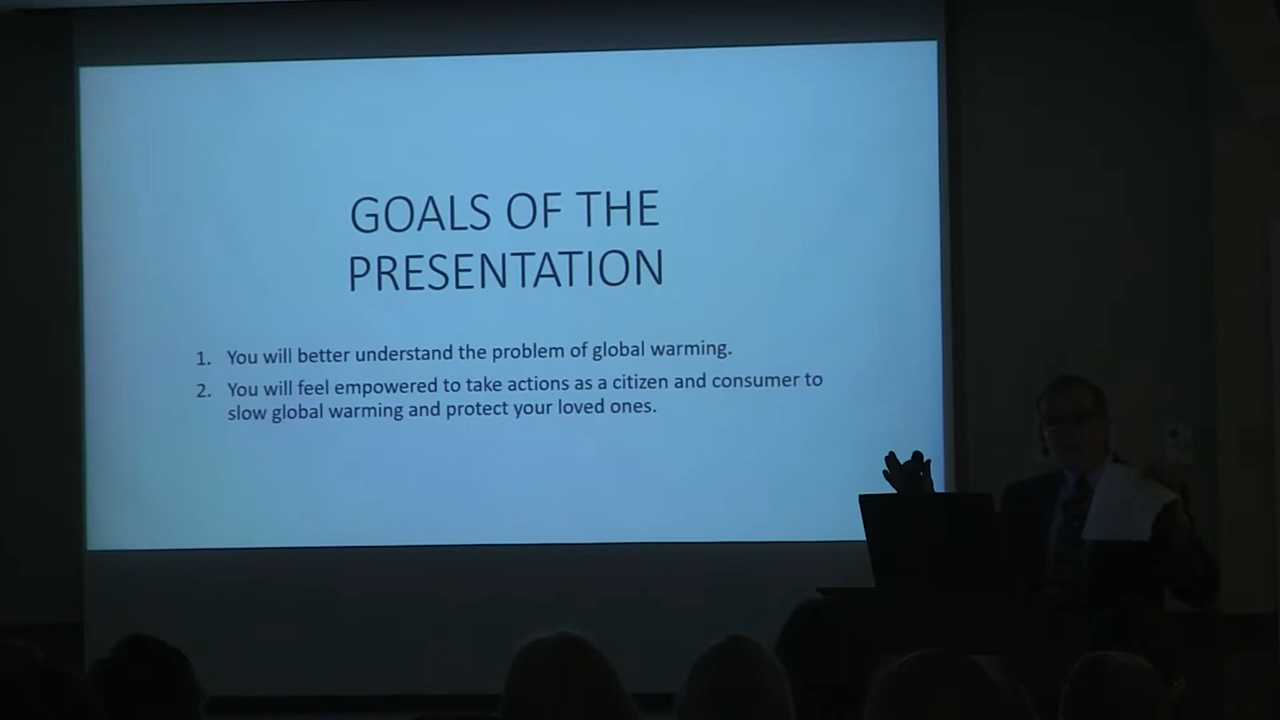 GOALS OF THE
PRESENTATION
1. You will better understand the problem of global warming.
2. You will feel empowered to take actions as a citizen and consumer to
slow global warming and protect your loved ones.